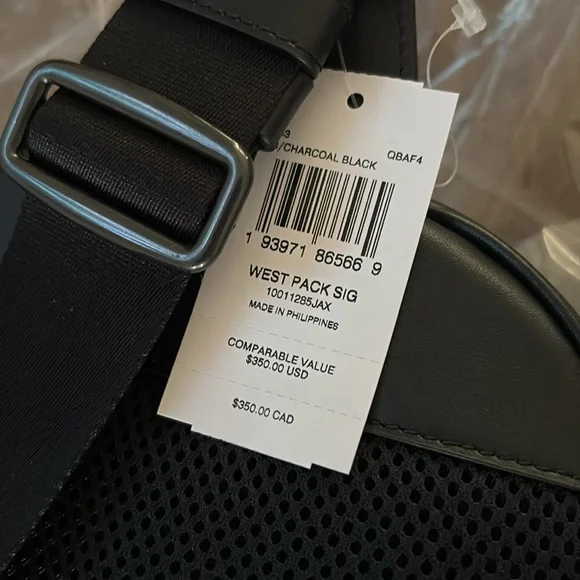 3
/CHARCOAL BLACK QBAF4
1 93971 86566 9
WEST PACK SIG
10011285JAX
MADE IN PHILIPPINES
COMPARABLE VALUE
$350.00 USD
$350.00 CAD